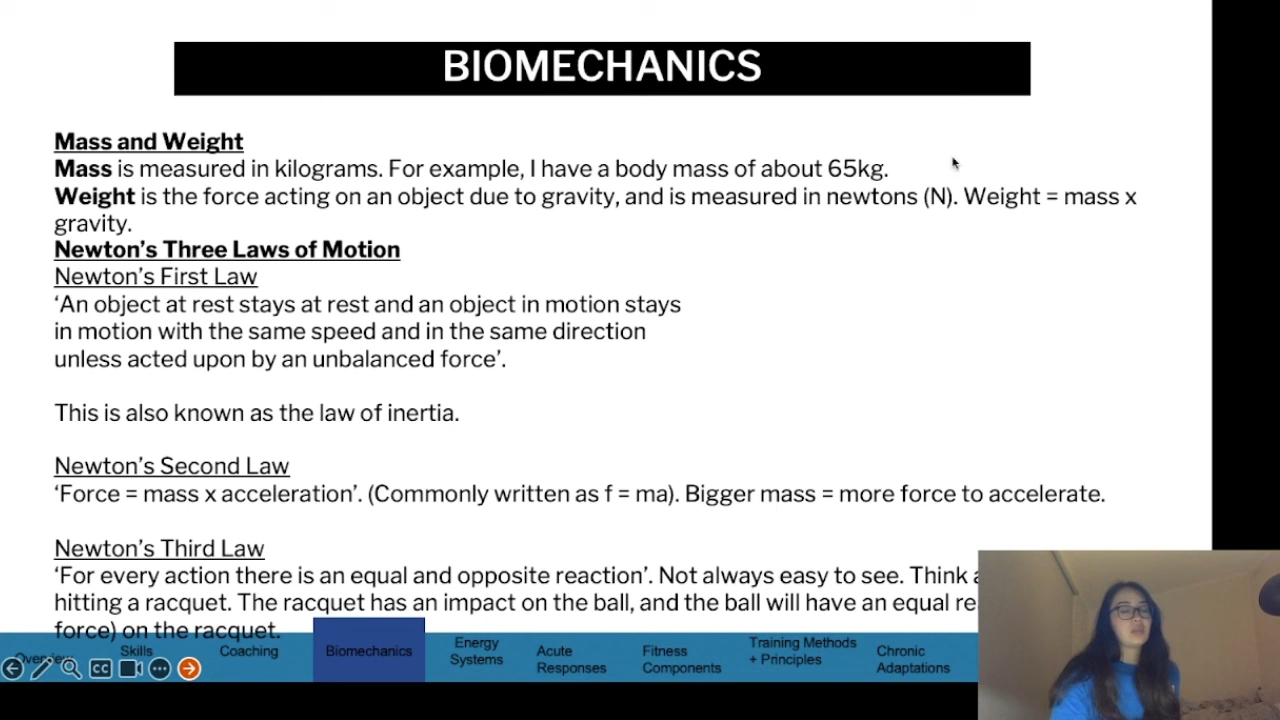 BIOMECHANICS
Mass and Weight
Mass is measured in kilograms. For example, I have a body mass of about 65kg.
Weight is the force acting on an object due to gravity, and is measured in newtons (N). Weight = mass x
gravity.
Newton's Three Laws of Motion
Newton's First Law
‘An object at rest stays at rest and an object in motion stays
in motion with the same speed and in the same direction
unless acted upon by an unbalanced force’.
This is also known as the law of inertia.
Newton's Second Law
‘Force = mass x acceleration’. (Commonly written as f = ma). Bigger mass = more force to accelerate.
Newton's Third Law
‘For every action there is an equal and opposite reaction’. Not always easy to see. Think
hitting a racquet. The racquet has an impact on the ball, and the ball will have an equal
force) on the racquet.
Skills
Coaching
Biomechanics
Energy
Systems
Acute
Responses
Fitness
Components
Training Methods
+ Principles
Chronic
Adaptations
CC